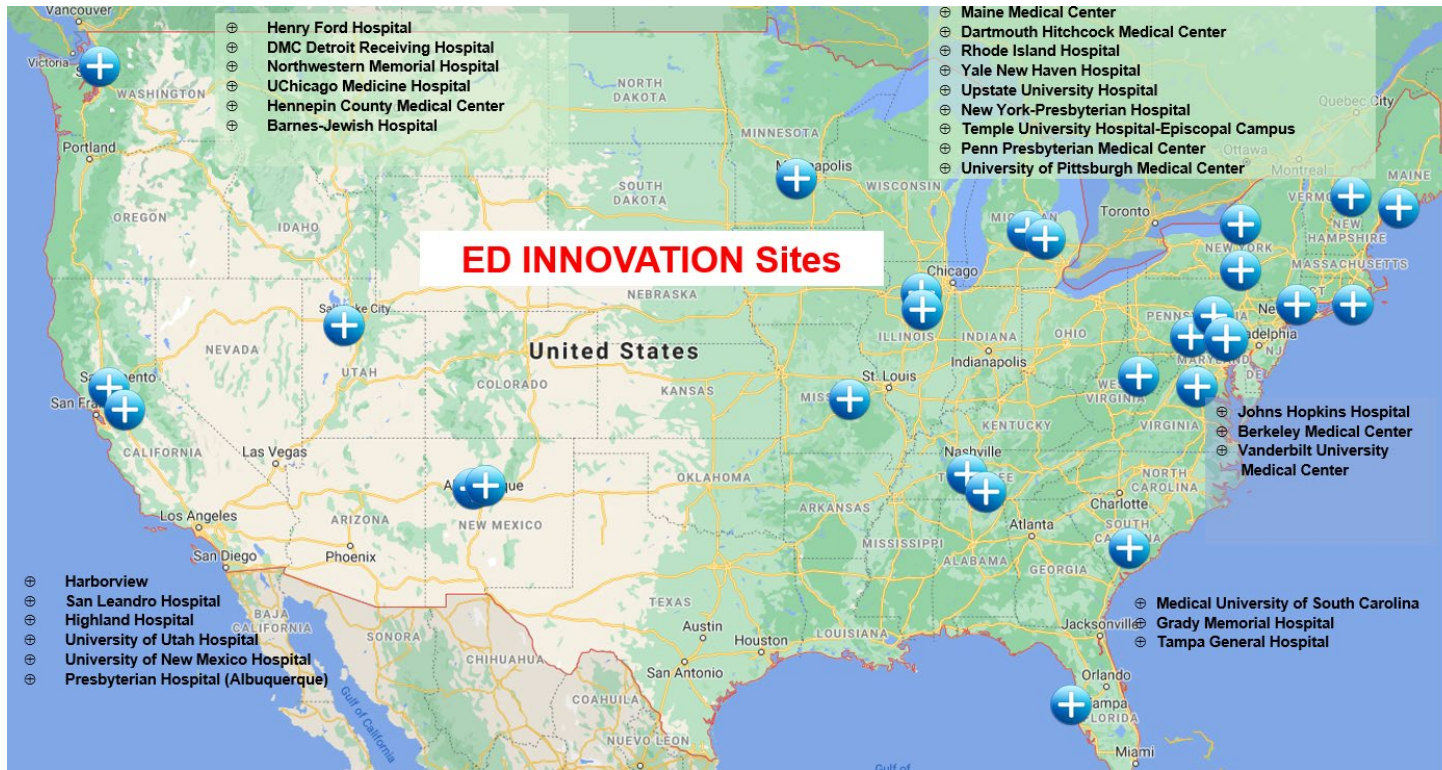 Vancouver
Victoria
WASHINGTON
Portland
OREGON
IDAHO
NORTH
DAKOTA
SOUTH
DAKOTA
MINNESOTA
WISCONSIN
⊕ Henry Ford Hospital
⊕ DMC Detroit Receiving Hospital
⊕ Northwestern Memorial Hospital
⊕ UChicago Medicine Hospital
⊕ Hennepin County Medical Center
⊕ Barnes-Jewish Hospital
⊕ Maine Medical Center
⊕ Dartmouth Hitchcock Medical Center
⊕ Rhode Island Hospital
⊕ Yale New Haven Hospital
⊕ Upstate University Hospital
⊕ New York-Presbyterian Hospital
⊕ Temple University Hospital-Episcopal Campus
⊕ Penn Presbyterian Medical Center
⊕ University of Pittsburgh Medical Center
Quebec City
Ottawa
Montreal
MAINE
Toronto
NEW YORK
NEW
HAMPSHIRE
MASSACHUSETTS
ED INNOVATION Sites
NEBRASKA
Chicago
ILLINOIS
INDIANA
OHIO
Indianapolis
MARYLAND
NJ
NEVADA
UTAH
COLORADO
United States
KANSAS
St. Louis
VIRGINIA
VIRGINIA
KENTUCKY
CALIFORNIA
Las Vegas
Los Angeles
San Diego
ARIZONA
Phoenix
NEW MEXICO
OKLAHOMA
ARKANSAS
Nashville
NORTH
CAROLINA
Charlotte
SOUTH
Atlanta
MISSISSIPPI
ALABAMA
GEORGIA
⊕ Johns Hopkins Hospital
⊕ Berkeley Medical Center
⊕ Vanderbilt University
Medical Center
TEXAS
Austin
Houston
San Antonio
LOUISIANA
Jacksonville
Orlando
FLORIDA
Miami
⊕ Harborview
⊕ San Leandro Hospital
⊕ Highland Hospital
⊕ University of Utah Hospital
⊕ University of New Mexico Hospital
⊕ Presbyterian Hospital (Albuquerque)
⊕ Medical University of South Carolina
⊕ Grady Memorial Hospital
⊕ Tampa General Hospital
BAJA
CALIFORNIA
SONORA
CHIHUAHUA
COAHUILA
NUEVO LEON
Gulf of California
Gulf of